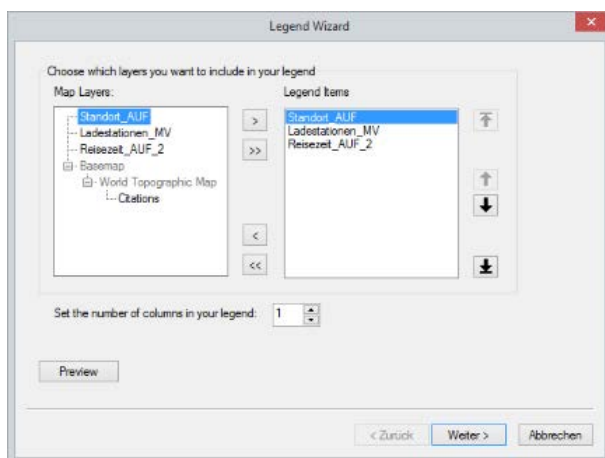 Legend Wizard
Choose which layers you want to include in your legend
Map Layers:
Legend Items
Standort_AUF
Ladestationen_MV
Reisezeit_AUF_2
Basemap
World Topographic Map
Citations
>
>>
<
<<
Standort_AUF
Ladestationen_MV
Reisezeit_AUF_2
Set the number of columns in your legend: 1
Preview
< Zurück
Weiter >
Abbrechen